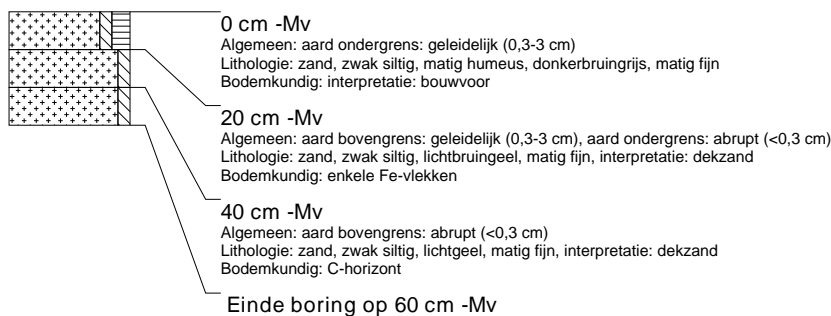 0 cm -Mv
Algemeen: aard ondergrens: geleidelijk (0,3-3 cm)
Lithologie: zand, zwak siltig, matig humeus, donkerbruingrijs, matig fijn
Bodemkundig: interpretatie: bouwvoor
20 cm -Mv
Algemeen: aard bovengrens: geleidelijk (0,3-3 cm), aard ondergrens: abrupt (<0,3 cm)
Lithologie: zand, zwak siltig, lichtbruingeel, matig fijn, interpretatie: dekzand
Bodemkundig: enkele Fe-vlekken
40 cm -Mv
Algemeen: aard bovengrens: abrupt (<0,3 cm)
Lithologie: zand, zwak siltig, lichtgeel, matig fijn, interpretatie: dekzand
Bodemkundig: C-horizont
Einde boring op 60 cm -Mv